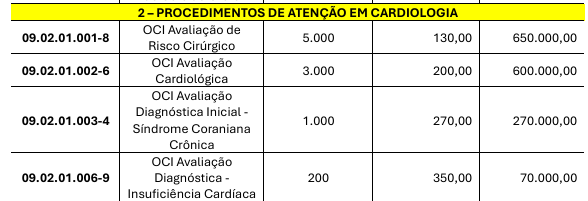 2 – PROCEDIMENTOS DE ATENÇÃO EM CARDIOLOGIA
09.02.01.001-8 OCI Avaliação de Risco Cirúrgico 5.000 130,00 650.000,00
09.02.01.002-6 OCI Avaliação Cardiológica 3.000 200,00 600.000,00
09.02.01.003-4 OCI Avaliação Diagnóstica Inicial - Síndrome Coraniana Crônica 1.000 270,00 270.000,00
09.02.01.006-9 OCI Avaliação Diagnóstica - Insuficiência Cardíaca 200 350,00 70.000,00